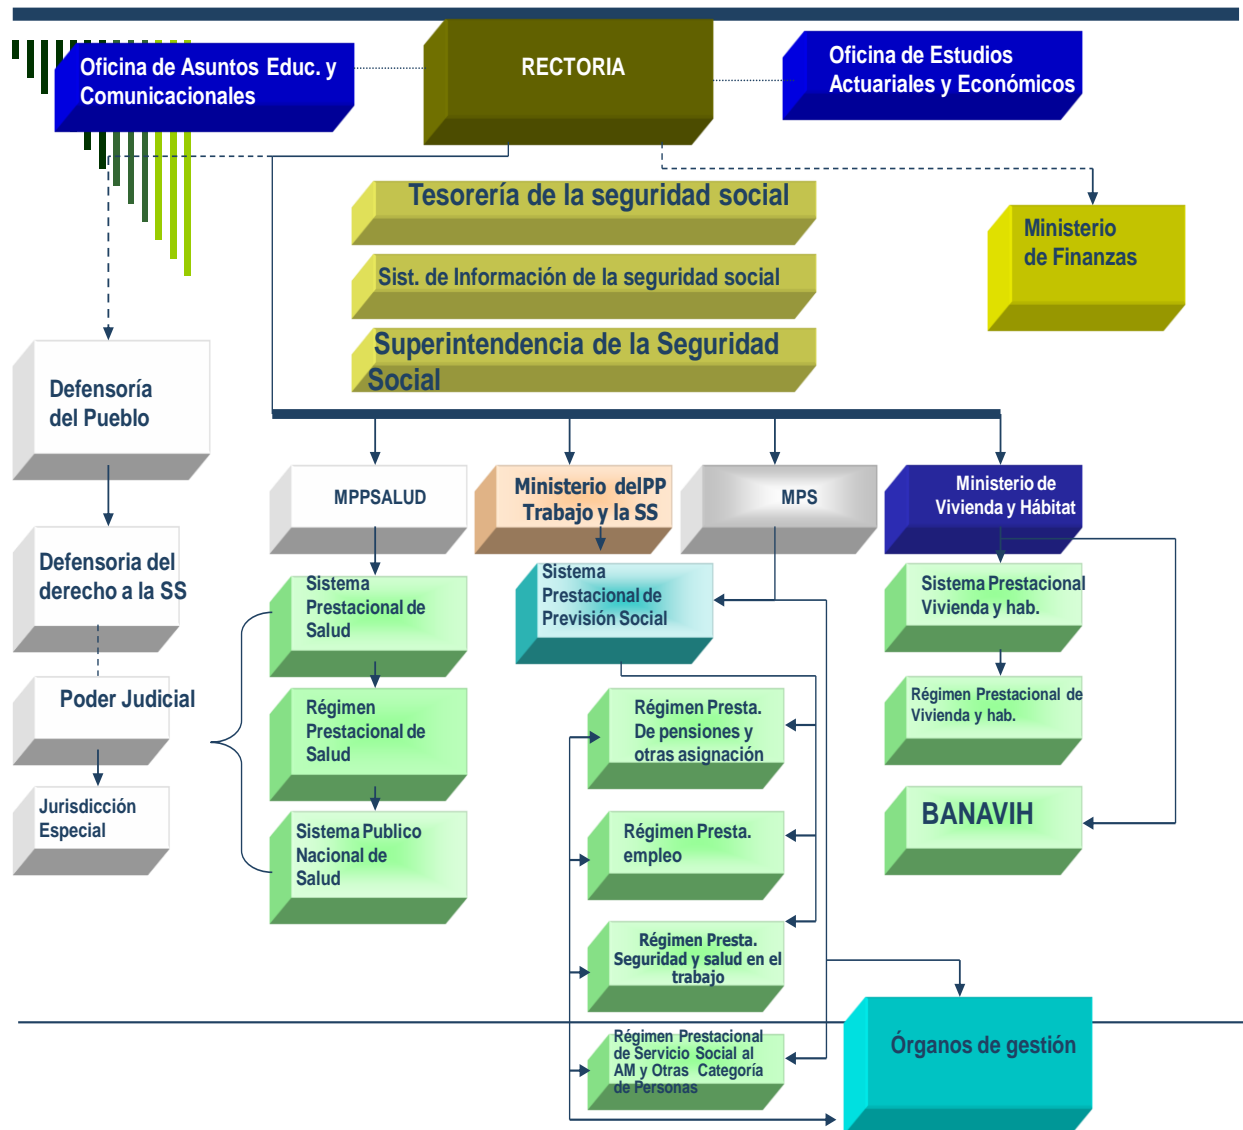 Oficina de Asuntos Educ. y
Comunicacionales
RECTORIA
Oficina de Estudios
Actuariales y Económicos
Tesorería de la seguridad social
Sist. de Información de la seguridad social
Superintendencia de la Seguridad
Social
Ministerio
de Finanzas
Defensoría
del Pueblo
Defensoria del
derecho a la SS
Poder Judicial
Jurisdicción
Especial
MPPSALUD
Sistema
Prestacional de
Salud
Régimen
Prestacional de
Salud
Sistema Publico
Nacional de
Salud
Ministerio delPP
Trabajo y la SS
MPS
Sistema
Prestacional de
Previsión Social
Régimen Presta.
De pensiones y
otras asignación
Régimen Presta.
empleo
Régimen Presta.
Seguridad y salud en el
trabajo
Régimen Prestacional
de Servicio Social al
AM y Otras Categoría
de Personas
Ministerio de
Vivienda y Hábitat
Sistema Prestacional
Vivienda y hab.
Régimen Prestacional de
Vivienda y hab.
BANAVIH
Órganos de gestión